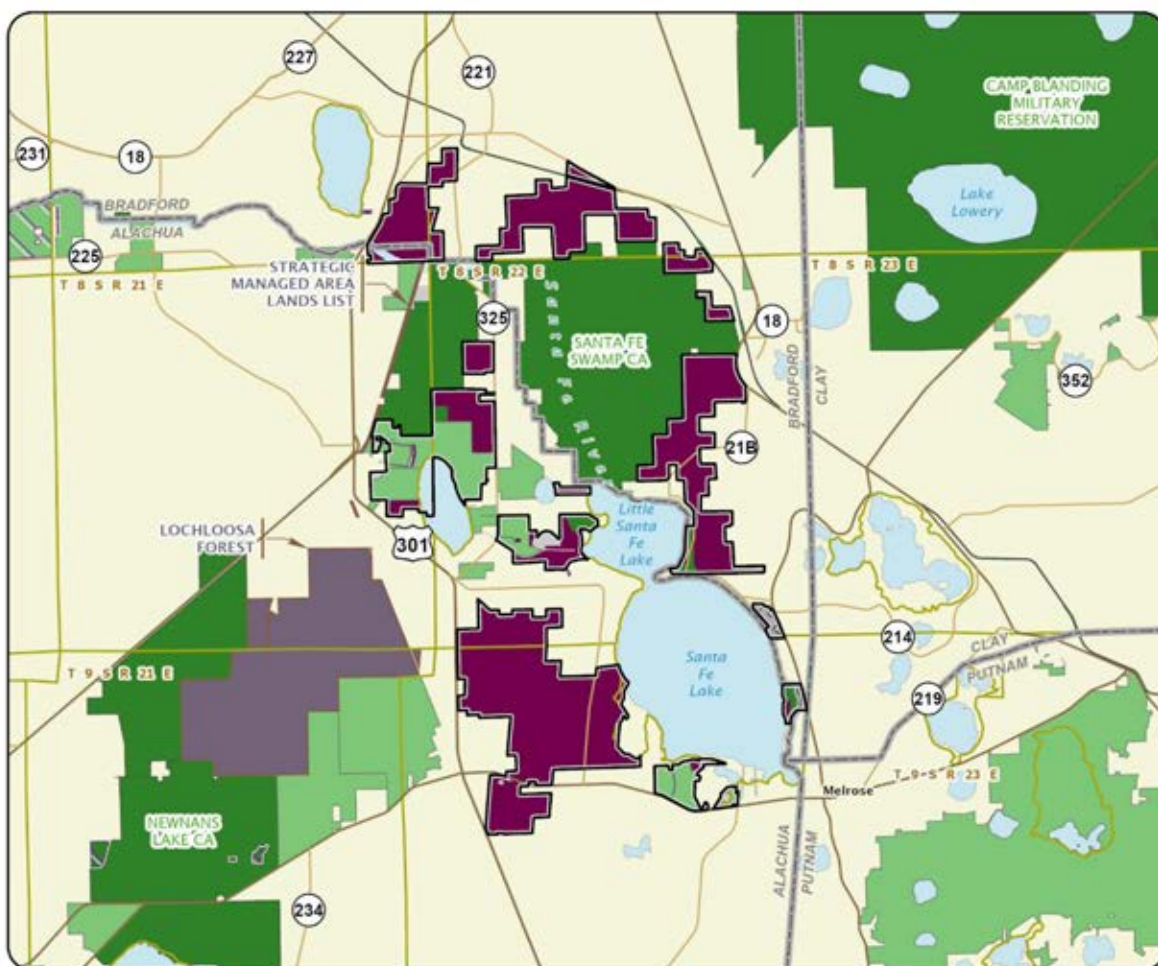 227
221
CAMP BLANDING
MILITARY
RESERVATION
231
18
Lake
Lowery
BRADFORD
ALACHUA
225
T 8 S R 21 E
STRATEGIC
MANAGED AREA
LANDS LIST
T 8 S R 22 E
T 8 S R 23 E
325
Santa Fe River
SANTA FE
SWAMP CA
18
BRADFORD
CLAY
352
21B
LOCHLOOSA
FOREST
301
Little
Santa
Fe
Lake
214
CLAY
PUTNAM
T 9 S R 21 E
Santa
Fe
Lake
219
T 9 S R 23 E
Melrose
NEWNANS
LAKE CA
ALACHUA
PUTNAM
234